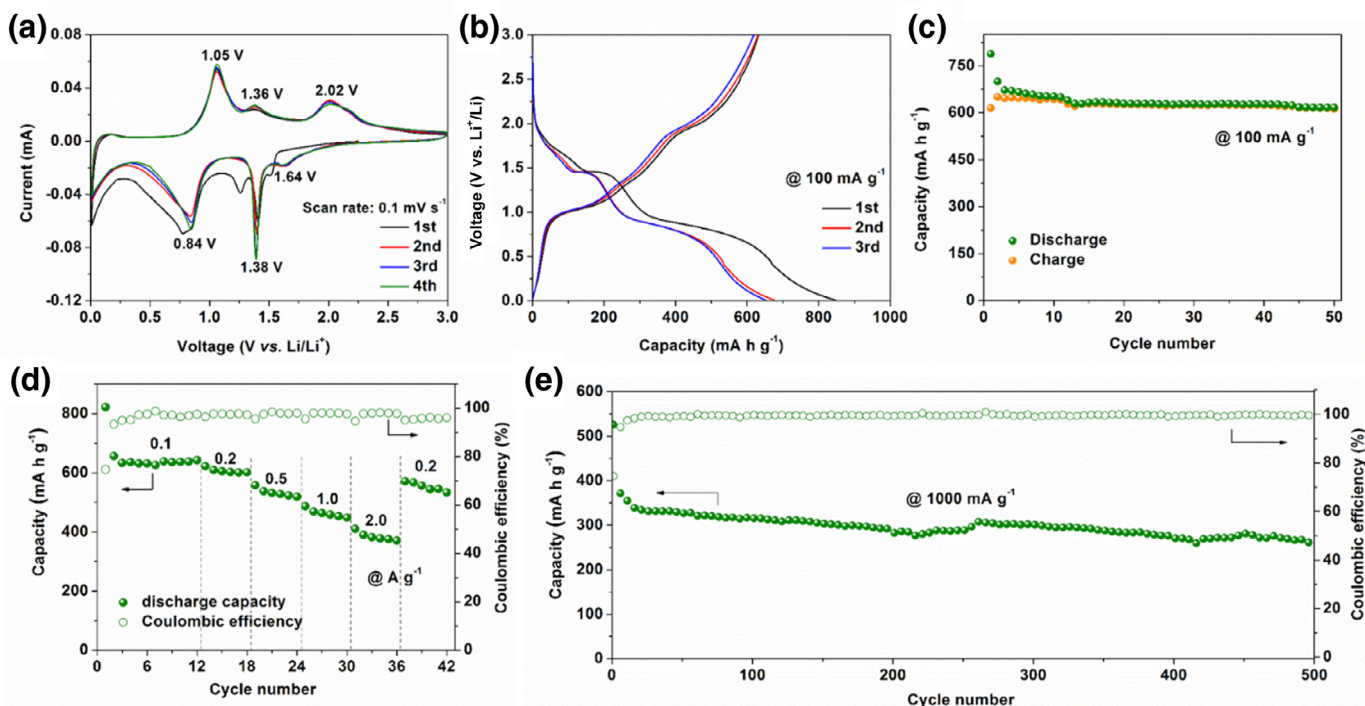 (a)
0.08
0.04
0.00
-0.04
-0.08
-0.12
Current (mA)
1.05 V
1.36 V
2.02 V
1.64 V
0.84 V
1.38 V
Scan rate: 0.1 mV s⁻¹
1st
2nd
3rd
4th
0.0 0.5 1.0 1.5 2.0 2.5 3.0
Voltage (V vs. Li/Li⁺)
(b)
3.0
2.5
2.0
1.5
1.0
0.5
0.0
Voltage (V vs. Li⁺/Li)
@ 100 mA g⁻¹
1st
2nd
3rd
0 200 400 600 800 1000
Capacity (mA h g⁻¹)
(c)
750
600
450
300
150
0
Capacity (mA h g⁻¹)
@ 100 mA g⁻¹
Discharge
Charge
0 10 20 30 40 50
Cycle number
(d)
800
600
400
200
0
Capacity (mA h g⁻¹)
0.1
0.2
0.5
1.0
2.0
0.2
@ A g⁻¹
discharge capacity
Coulombic efficiency
100
80
60
40
20
0
Coulombic efficiency (%)
0 6 12 18 24 30 36 42
Cycle number
(e)
600
550
500
450
400
350
300
250
200
150
100
50
0
Capacity (mA h g⁻¹)
@ 1000 mA g⁻¹
100
80
60
40
20
0
Coulombic efficiency (%)
0 100 200 300 400 500
Cycle number